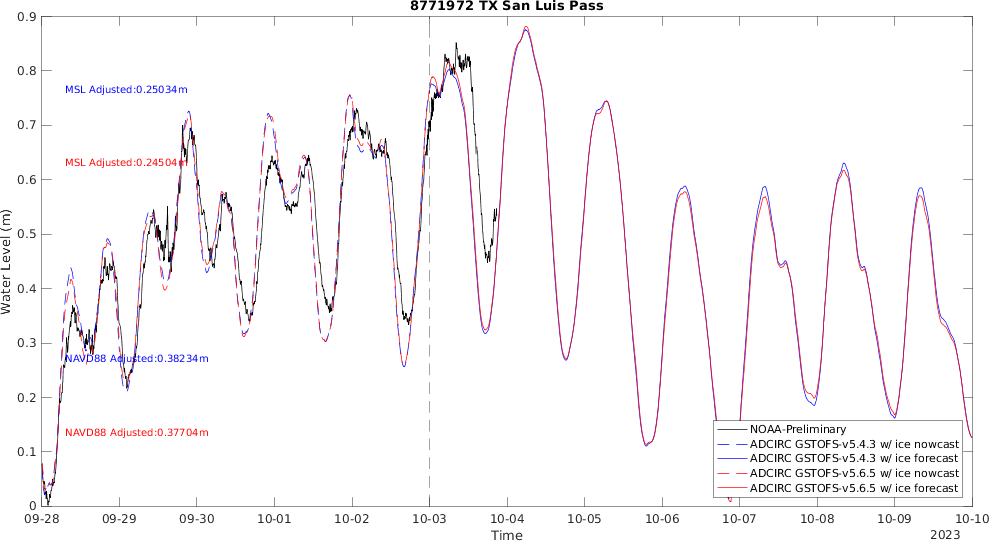 8771972 TX San Luis Pass
0.9
0.8
0.7
0.6
0.5
0.4
0.3
0.2
0.1
0
Water Level (m)
MSL Adjusted:0.25034m
MSL Adjusted:0.24504m
NAVD88 Adjusted:0.38234m
NAVD88 Adjusted:0.37704m
NOAA-Preliminary
ADCIRC GSTOFS-v5.4.3 w/ ice nowcast
ADCIRC GSTOFS-v5.4.3 w/ ice forecast
ADCIRC GSTOFS-v5.6.5 w/ ice nowcast
ADCIRC GSTOFS-v5.6.5 w/ ice forecast
09-28 09-29 09-30 10-01 10-02 10-03 10-04 10-05 10-06 10-07 10-08 10-09 10-10
Time
2023